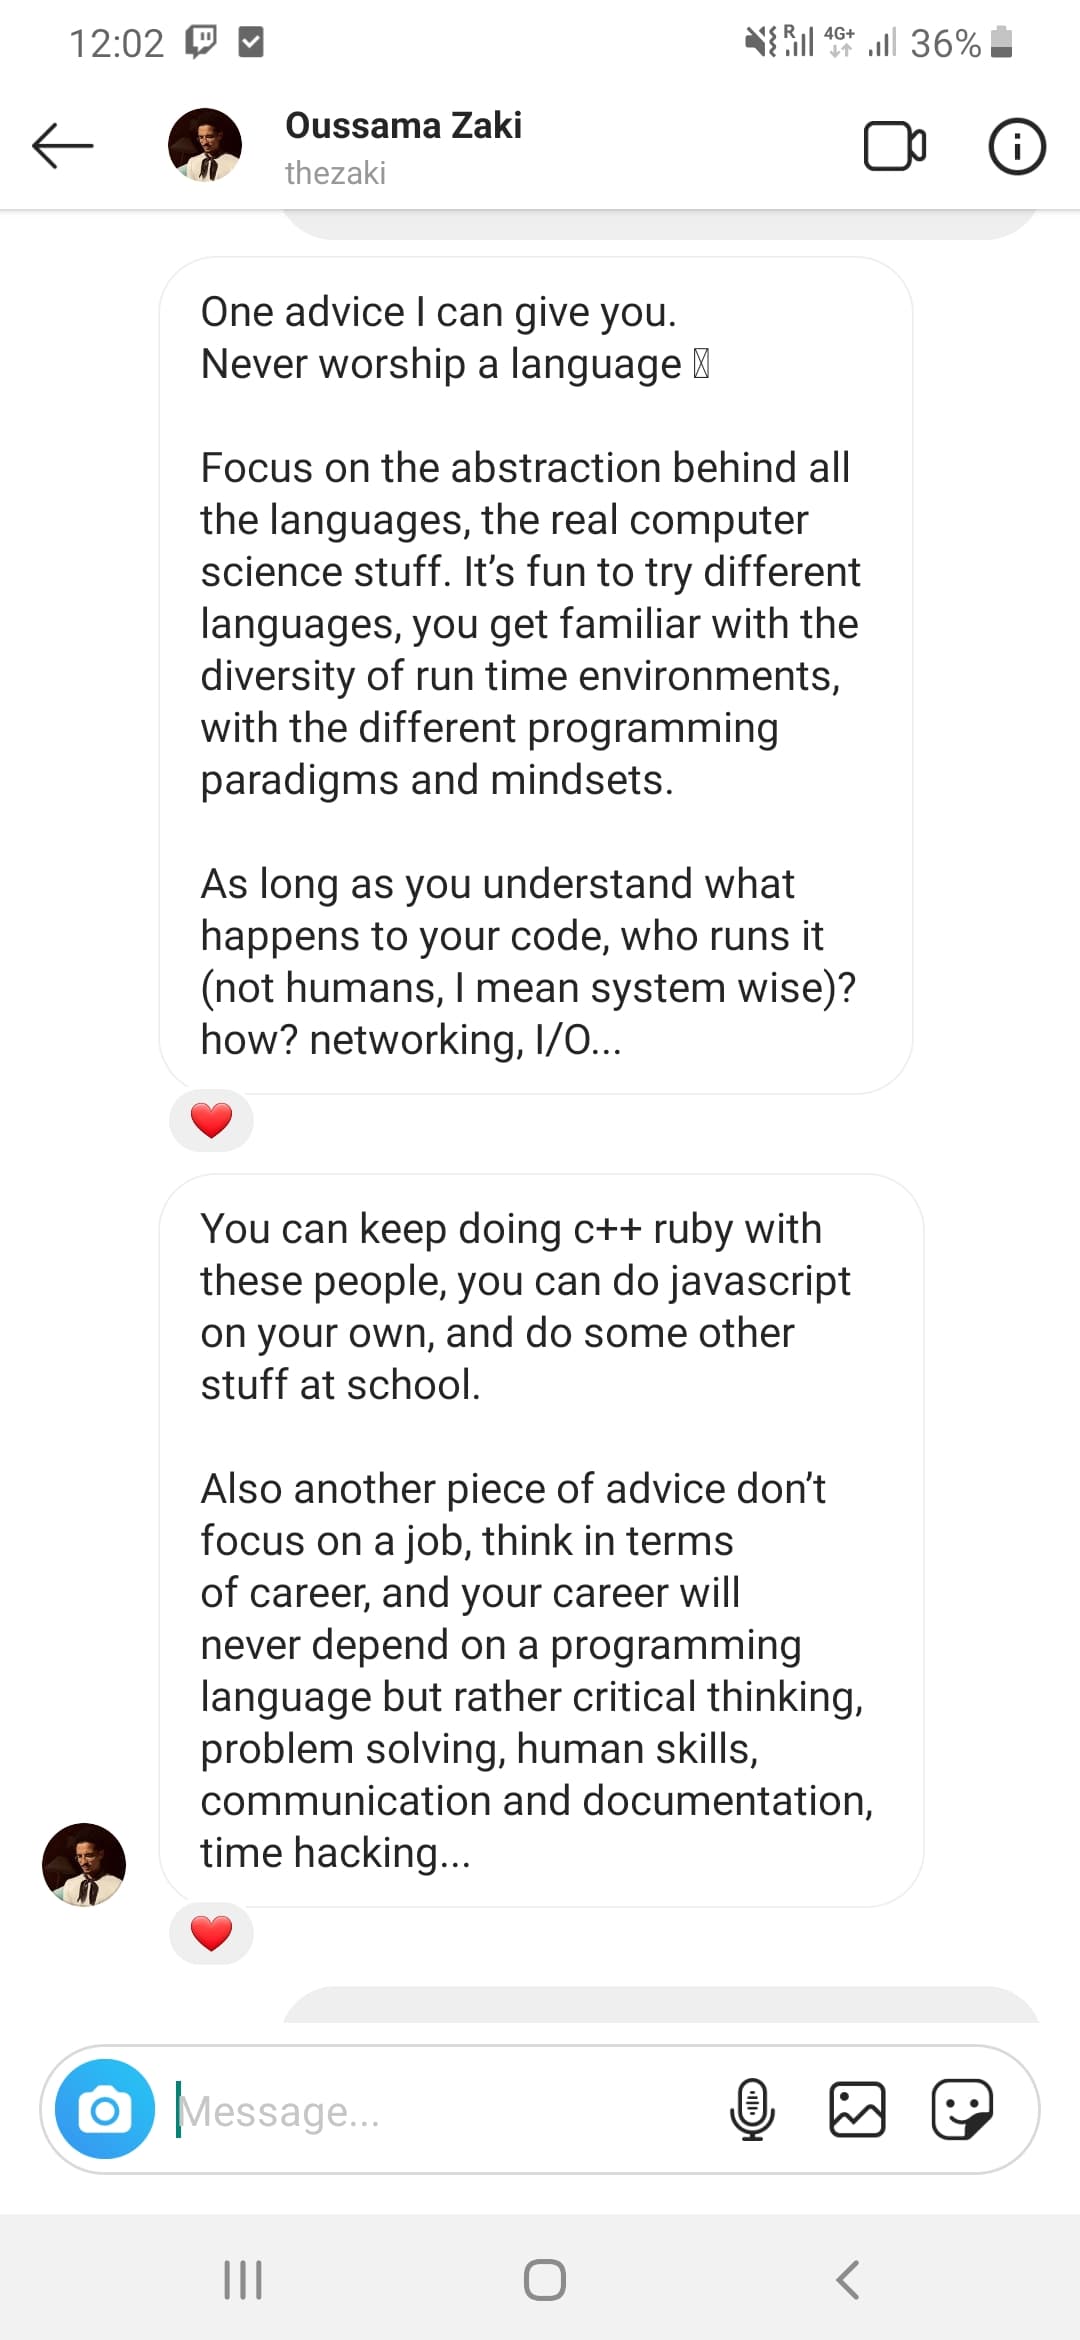 12:02
R 4G+ 36%
Oussama Zaki
thezaki
One advice I can give you.
Never worship a language
Focus on the abstraction behind all
the languages, the real computer
science stuff. It’s fun to try different
languages, you get familiar with the
diversity of run time environments,
with the different programming
paradigms and mindsets.
As long as you understand what
happens to your code, who runs it
(not humans, I mean system wise)?
how? networking, I/O...
❤️
You can keep doing c++ ruby with
these people, you can do javascript
on your own, and do some other
stuff at school.
Also another piece of advice don’t
focus on a job, think in terms
of career, and your career will
never depend on a programming
language but rather critical thinking,
problem solving, human skills,
communication and documentation,
time hacking...
❤️
Message...